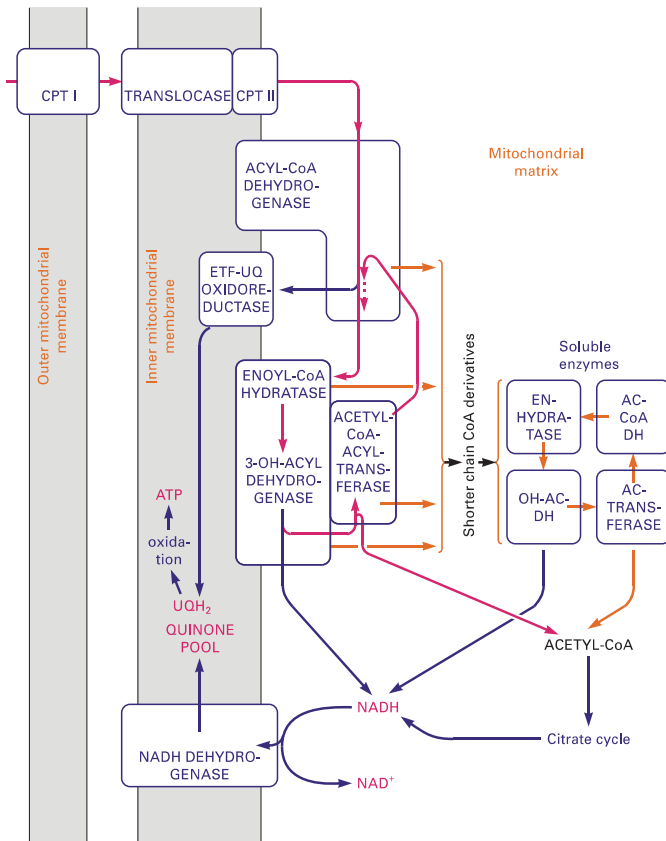 CPT I
TRANSLOCASE
CPT II
ACYL-CoA
DEHYDRO-
GENASE
Mitochondrial
matrix
Outer mitochondrial
membrane
Inner mitochondrial
membrane
ETF-UQ
OXIDORE-
DUCTASE
ENOYL-CoA
HYDRATASE
3-OH-ACYL
DEHYDRO-
GENASE
ACETYL-
CoA-
ACYL-
TRANS-
FERASE
Shorter chain CoA derivatives
Soluble
enzymes
EN-
HYDRA-
TASE
AC-
CoA
DH
OH-AC-
DH
AC-
TRANS-
FERASE
ATP
oxida-
tion
UQH₂
QUINONE
POOL
ACETYL-CoA
NADH
Citrate cycle
NADH DEHYDRO-
GENASE
NAD⁺